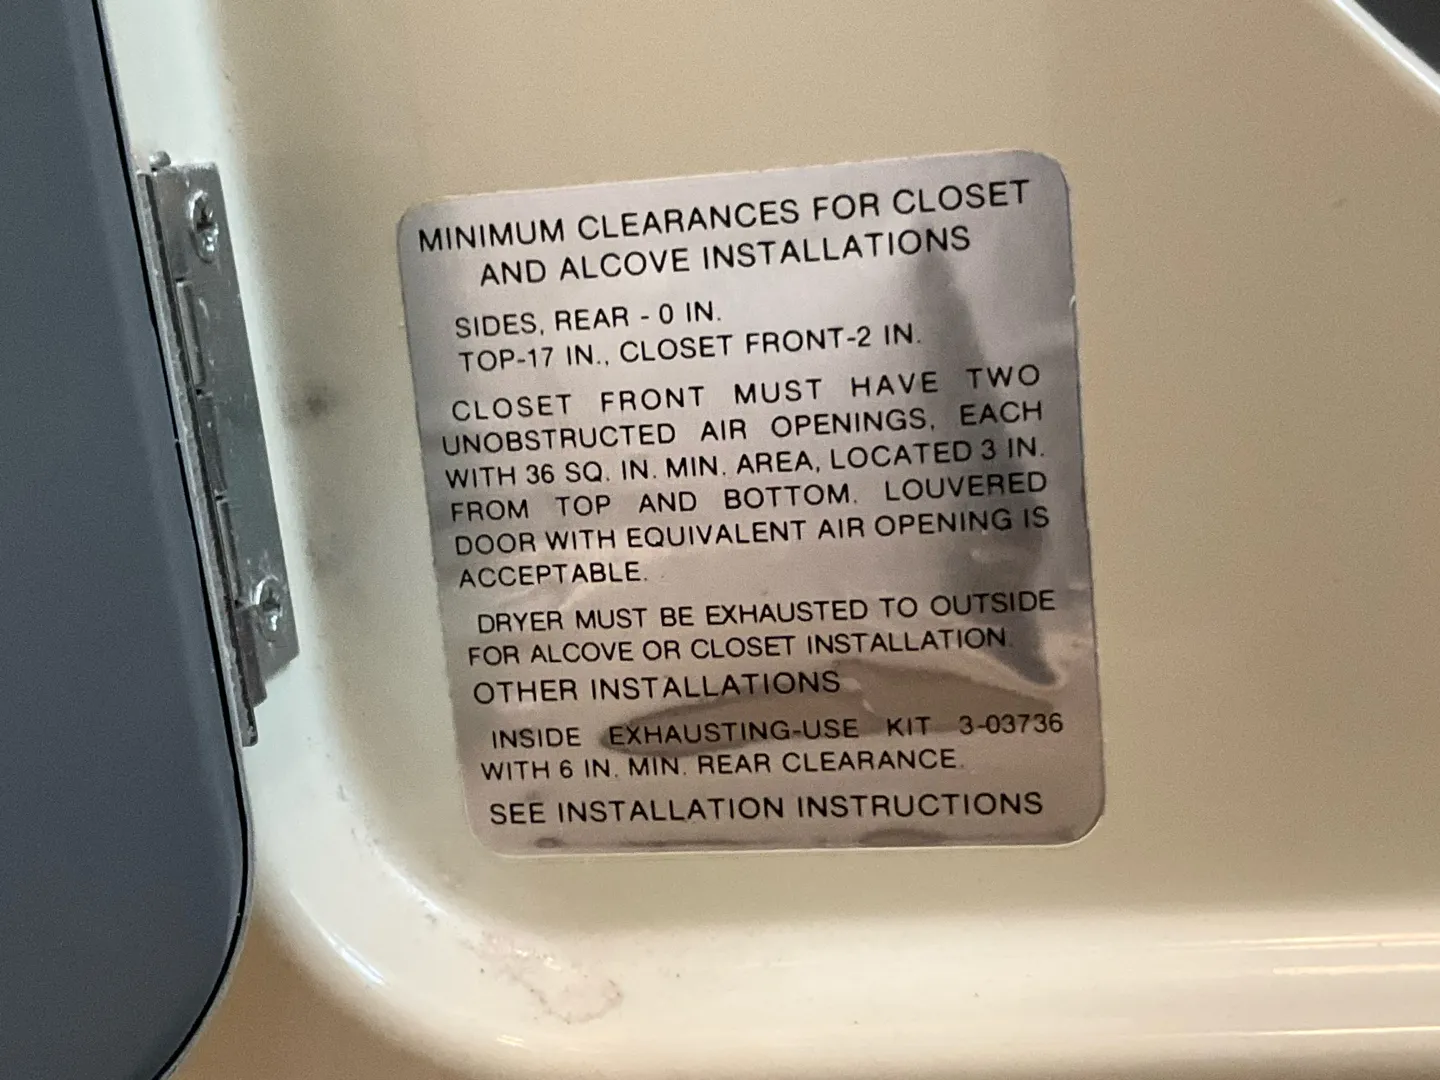 MINIMUM CLEARANCES FOR CLOSET
AND ALCOVE INSTALLATIONS
SIDES, REAR - 0 IN.
TOP-17 IN., CLOSET FRONT-2 IN.
CLOSET FRONT MUST HAVE TWO
UNOBSTRUCTED AIR OPENINGS, EACH
WITH 36 SQ. IN. MIN. AREA, LOCATED 3 IN.
FROM TOP AND BOTTOM. LOUVERED
DOOR WITH EQUIVALENT AIR OPENING IS
ACCEPTABLE.
DRYER MUST BE EXHAUSTED TO OUTSIDE
FOR ALCOVE OR CLOSET INSTALLATION.
OTHER INSTALLATIONS
INSIDE EXHAUSTING-USE KIT 3-03736
WITH 6 IN. MIN. REAR CLEARANCE.
SEE INSTALLATION INSTRUCTIONS